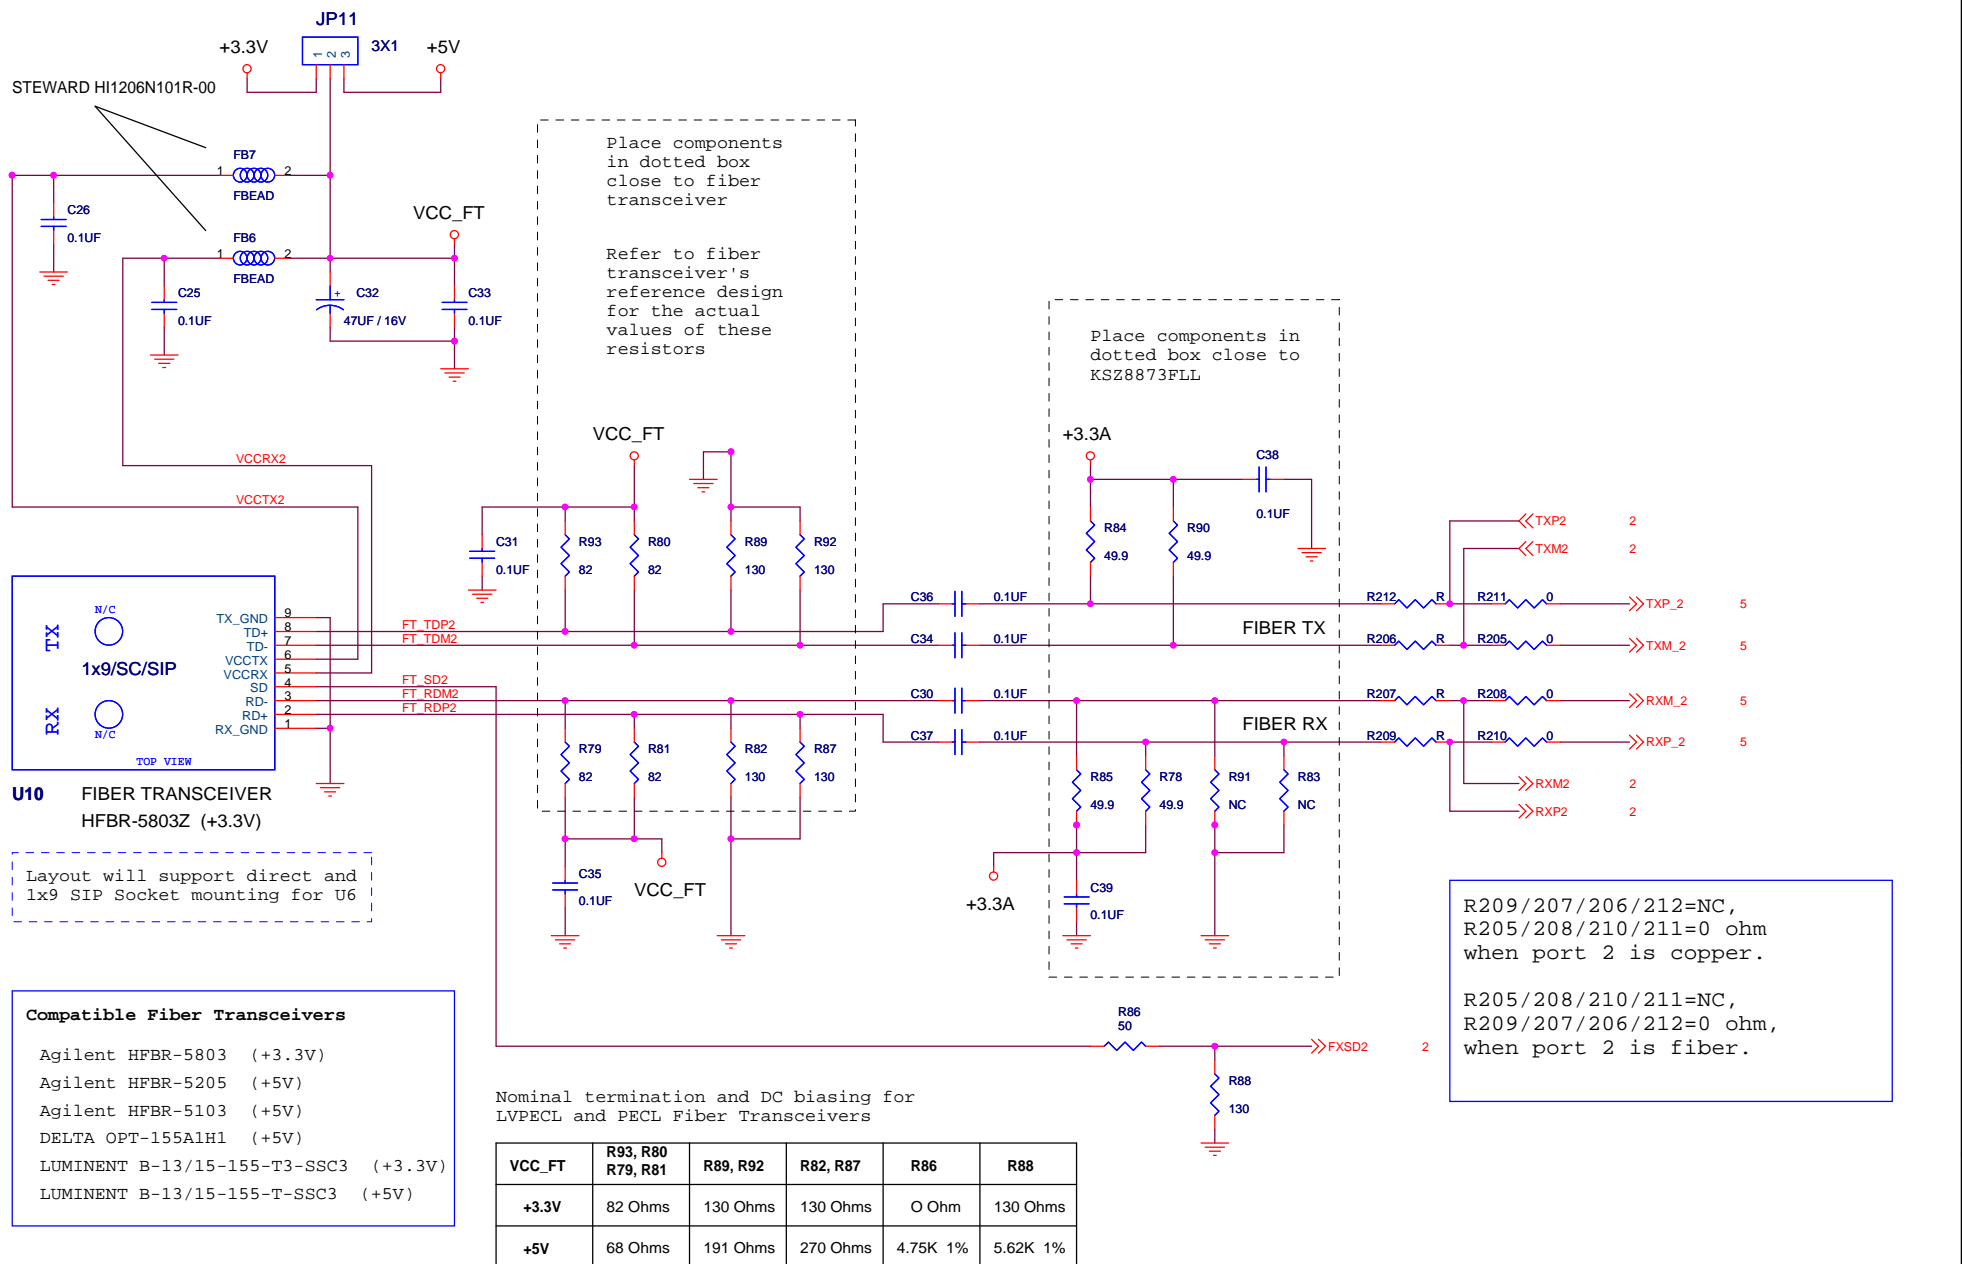 JP11
+3.3V
1 2 3
3X1
+5V
STEWARD HI1206N101R-00
FB7
1
2
FBEAD
C26
0.1UF
VCC_FT
FB6
1
2
FBEAD
C25
0.1UF
C32
+
47UF / 16V
C33
0.1UF
VCCRX2
VCCTX2
Place components
in dotted box
close to fiber
transceiver
Refer to fiber
transceiver's
reference design
for the actual
values of these
resistors
Place components in
dotted box close to
KSZ8873FLL
VCC_FT
+3.3A
C38
0.1UF
C31
0.1UF
R93
82
R80
82
R89
130
R92
130
R84
49.9
R90
49.9
TXP2 2
TXM2 2
N/C
TX
1x9/SC/SIP
RX
N/C
TOP VIEW
TX_GND 9
TD+ 8
TD- 7
VCCTX 6
VCCRX 5
SD 4
RD- 3
RD+ 2
RX_GND 1
FT_TDP2
FT_TDM2
FT_SD2
FT_RDM2
FT_RDP2
C36 0.1UF
C34 0.1UF
C30 0.1UF
C37 0.1UF
FIBER TX
FIBER RX
R212 R R211 0 TXP_2 5
R206 R R205 0 TXM_2 5
R207 R R208 0 RXM_2 5
R209 R R210 0 RXP_2 5
RXM2 2
RXP2 2
R79
82
R81
82
R82
130
R87
130
R85
49.9
R78
49.9
R91
NC
R83
NC
U10 FIBER TRANSCEIVER
HFBR-5803Z (+3.3V)
Layout will support direct and
1x9 SIP Socket mounting for U6
C35
0.1UF
VCC_FT
+3.3A
C39
0.1UF
R209/207/206/212=NC,
R205/208/210/211=0 ohm
when port 2 is copper.
R205/208/210/211=NC,
R209/207/206/212=0 ohm,
when port 2 is fiber.
Compatible Fiber Transceivers
Agilent HFBR-5803 (+3.3V)
Agilent HFBR-5205 (+5V)
Agilent HFBR-5103 (+5V)
DELTA OPT-155A1H1 (+5V)
LUMINENT B-13/15-155-T3-SSC3 (+3.3V)
LUMINENT B-13/15-155-T-SSC3 (+5V)
R86
50
FXSD2 2
R88
130
Nominal termination and DC biasing for
LVPECL and PECL Fiber Transceivers
VCC_FT | R93, R80 R79, R81 | R89, R92 | R82, R87 | R86 | R88
+3.3V | 82 Ohms | 130 Ohms | 130 Ohms | O Ohm | 130 Ohms
+5V | 68 Ohms | 191 Ohms | 270 Ohms | 4.75K 1% | 5.62K 1%